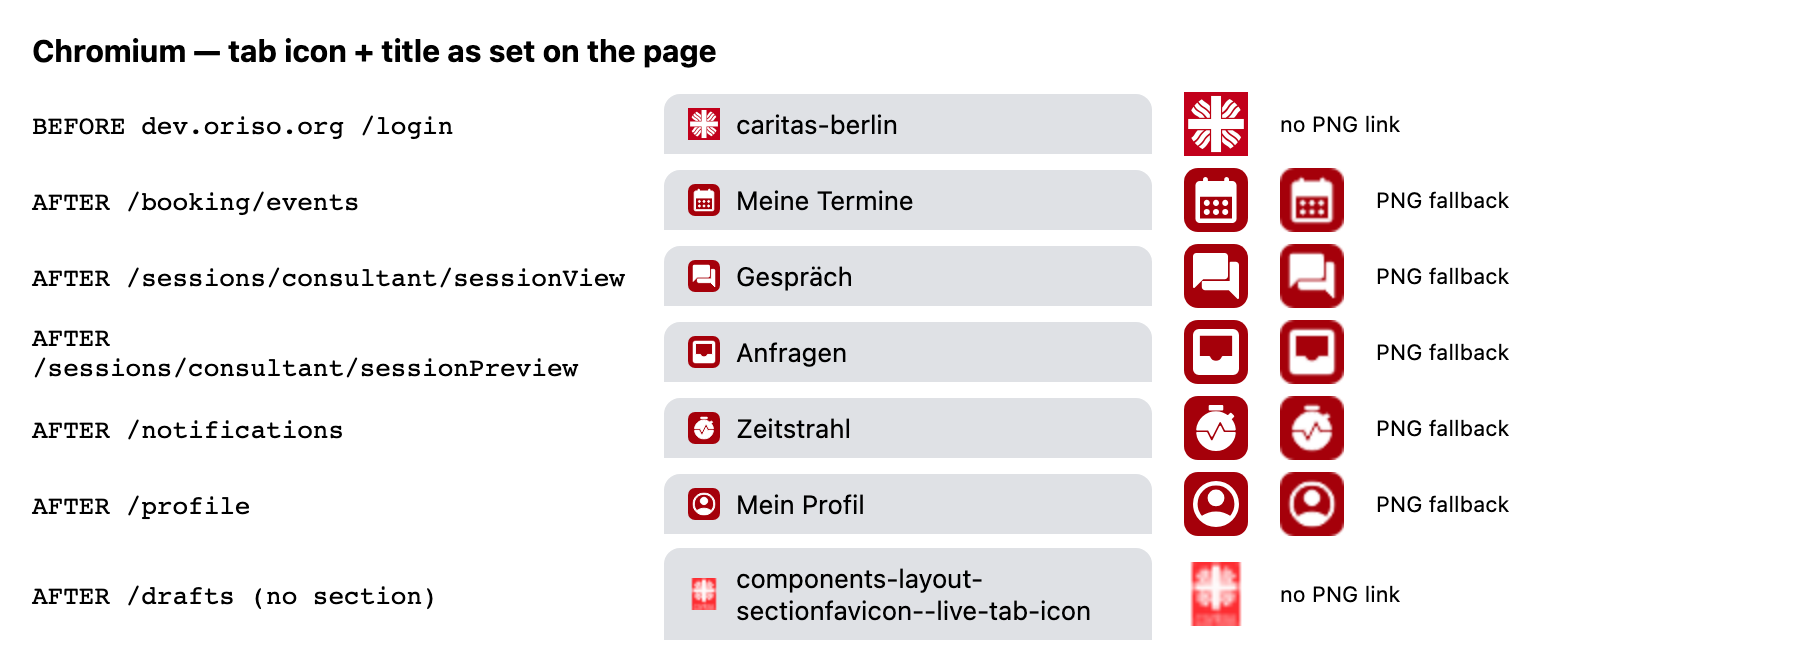 Chromium — tab icon + title as set on the page
BEFORE dev.oriso.org /login
caritas-berlin
no PNG link
AFTER /booking/events
Meine Termine
PNG fallback
AFTER /sessions/consultant/sessionView
Gespräch
PNG fallback
AFTER
/sessions/consultant/sessionPreview
Anfragen
PNG fallback
AFTER /notifications
Zeitstrahl
PNG fallback
AFTER /profile
Mein Profil
PNG fallback
AFTER /drafts (no section)
components-layout-
sectionfavicon--live-tab-icon
no PNG link